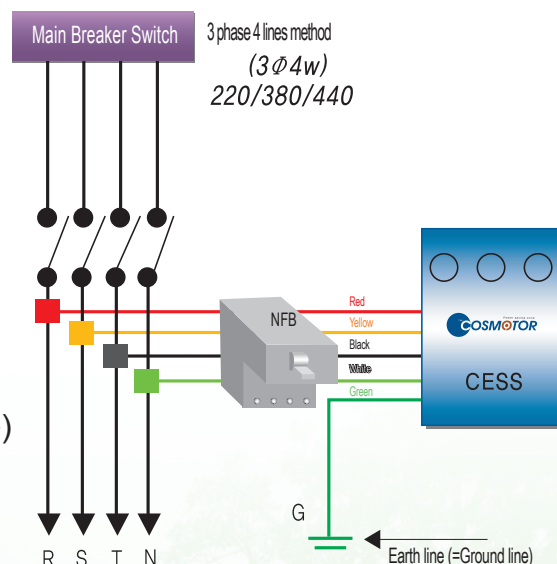 Main Breaker Switch
3 phase 4 lines method
(3Φ4w)
220/380/440
Red
NFB
Yellow
Black
White
Green
COSMOTOR
CESS
)
G
R S T N
Earth line (=Ground line)